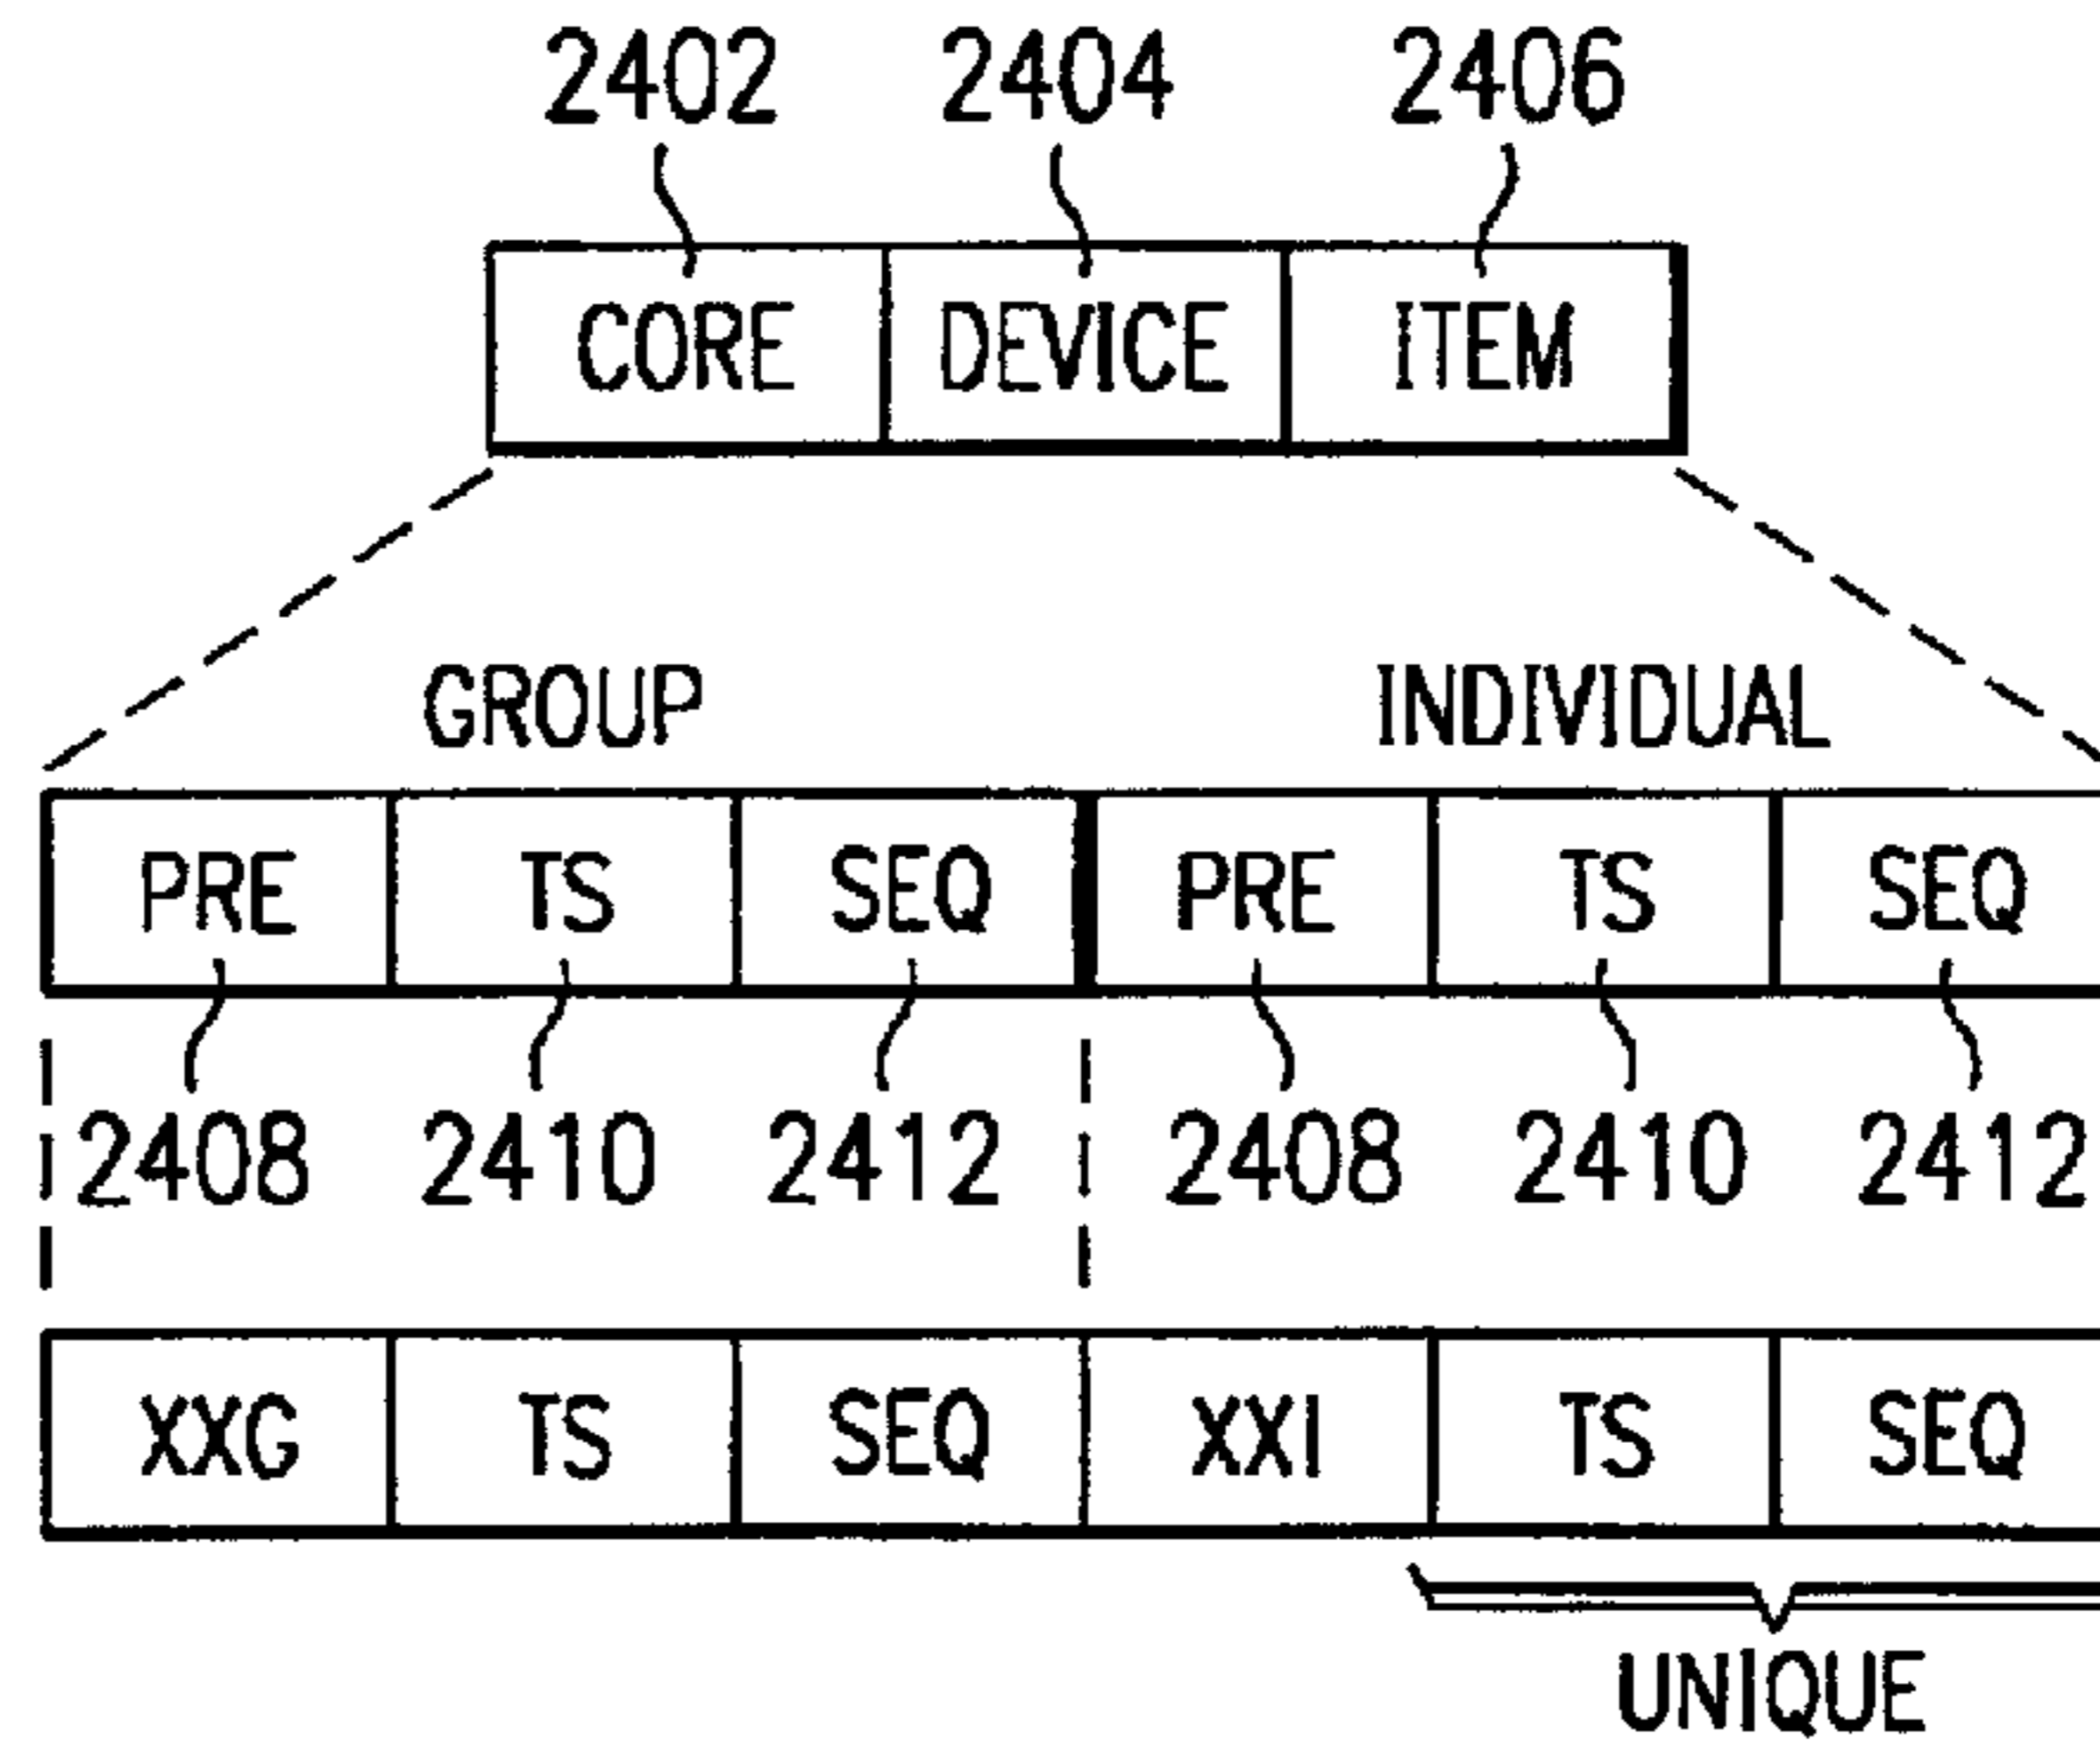 2402 2404 2406
CORE DEVICE ITEM
GROUP INDIVIDUAL
PRE TS SEQ PRE TS SEQ
2408 2410 2412 2408 2410 2412
XXG TS SEQ XXI TS SEQ
UNIQUE